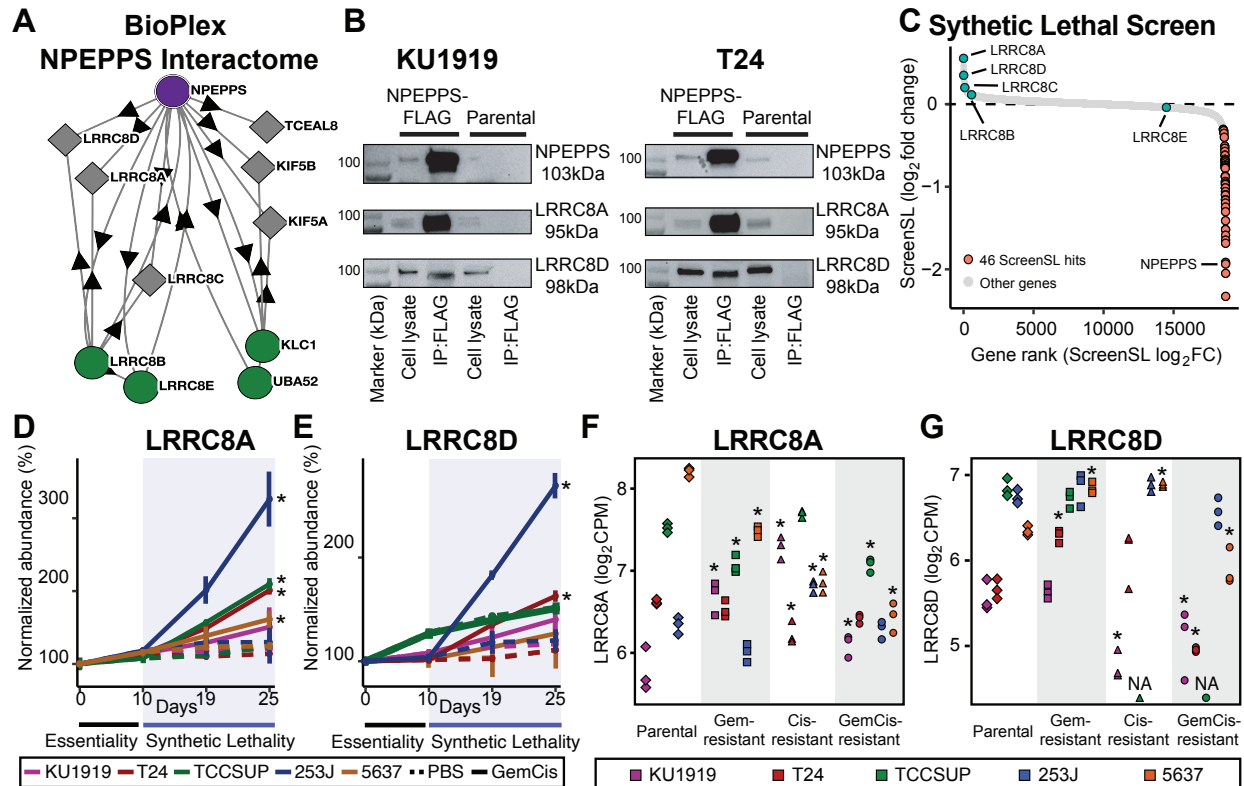 A
BioPlex
NPEPPS Interactome
NPEPPS
LRRC8D
TCEAL8
LRRC8A
KIF5B
KIF5A
LRRC8C
LRRC8B
LRRC8E
KLC1
UBA52
B
KU1919
T24
NPEPPS-
FLAG
Parental
NPEPPS-
FLAG
Parental
100
NPEPPS
103kDa
100
NPEPPS
103kDa
100
LRRC8A
95kDa
100
LRRC8A
95kDa
100
LRRC8D
98kDa
100
LRRC8D
98kDa
Marker (kDa)
Cell lysate
IP:FLAG
Cell lysate
IP:FLAG
Marker (kDa)
Cell lysate
IP:FLAG
Cell lysate
IP:FLAG
C
Sythetic Lethal Screen
ScreenSL (log2 fold change)
0
−1
−2
LRRC8A
LRRC8D
LRRC8C
LRRC8B
LRRC8E
NPEPPS
46 ScreenSL hits
Other genes
0
5000
10000
15000
Gene rank (ScreenSL log2FC)
D
LRRC8A
Normalized abundance (%)
300
200
100
*
*
*
*
0
10
19
25
Days
Essentiality
Synthetic Lethality
E
LRRC8D
Normalized abundance (%)
200
100
*
*
0
10
19
25
Days
Essentiality
Synthetic Lethality
KU1919
T24
TCCSUP
253J
5637
PBS
GemCis
F
LRRC8A
LRRC8A (log2 CPM)
8
7
6
*
*
*
*
*
*
*
*
*
*
Parental
Gem-
resistant
Cis-
resistant
GemCis-
resistant
G
LRRC8D
LRRC8D (log2 CPM)
7
6
5
*
*
*
*
*
*
*
NA
NA
Parental
Gem-
resistant
Cis-
resistant
GemCis-
resistant
KU1919
T24
TCCSUP
253J
5637